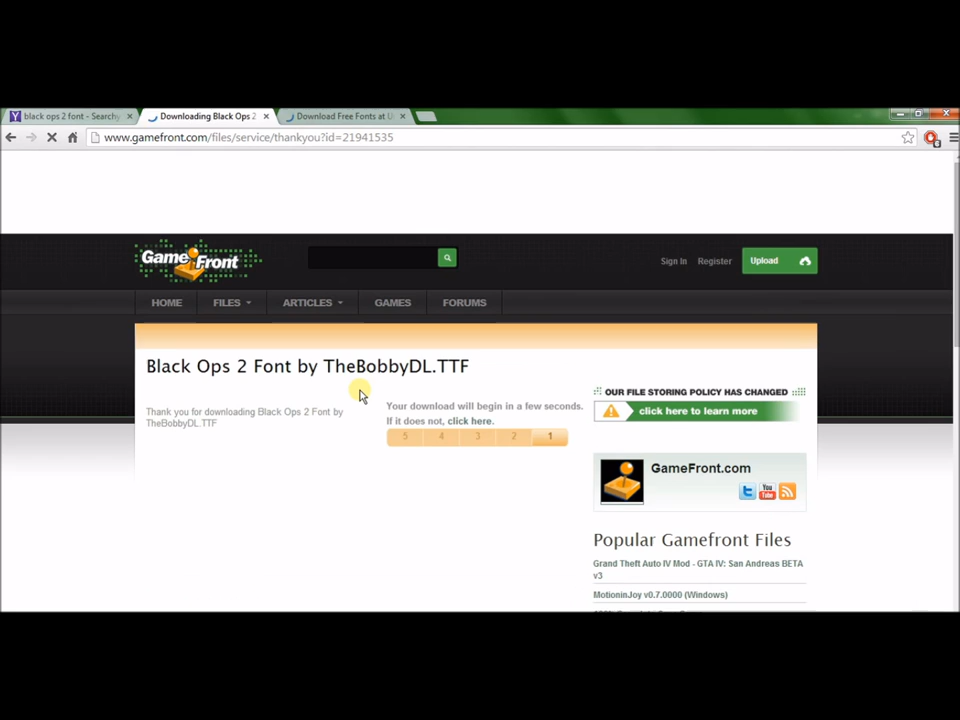 black ops 2 font - Search
Downloading Black Ops 2
Download Free Fonts at U
www.gamefront.com/files/service/thankyou?id=21941535
GameFront
Sign In
Register
Upload
HOME
FILES
ARTICLES
GAMES
FORUMS
Black Ops 2 Font by TheBobbyDL.TTF
Thank you for downloading Black Ops 2 Font by
TheBobbyDL.TTF
Your download will begin in a few seconds.
If it does not, click here.
5 4 3 2 1
OUR FILE STORING POLICY HAS CHANGED
click here to learn more
GameFront.com
You
Tube
Popular Gamefront Files
Grand Theft Auto IV Mod - GTA IV: San Andreas BETA
v3
MotioninJoy v0.7.0000 (Windows)